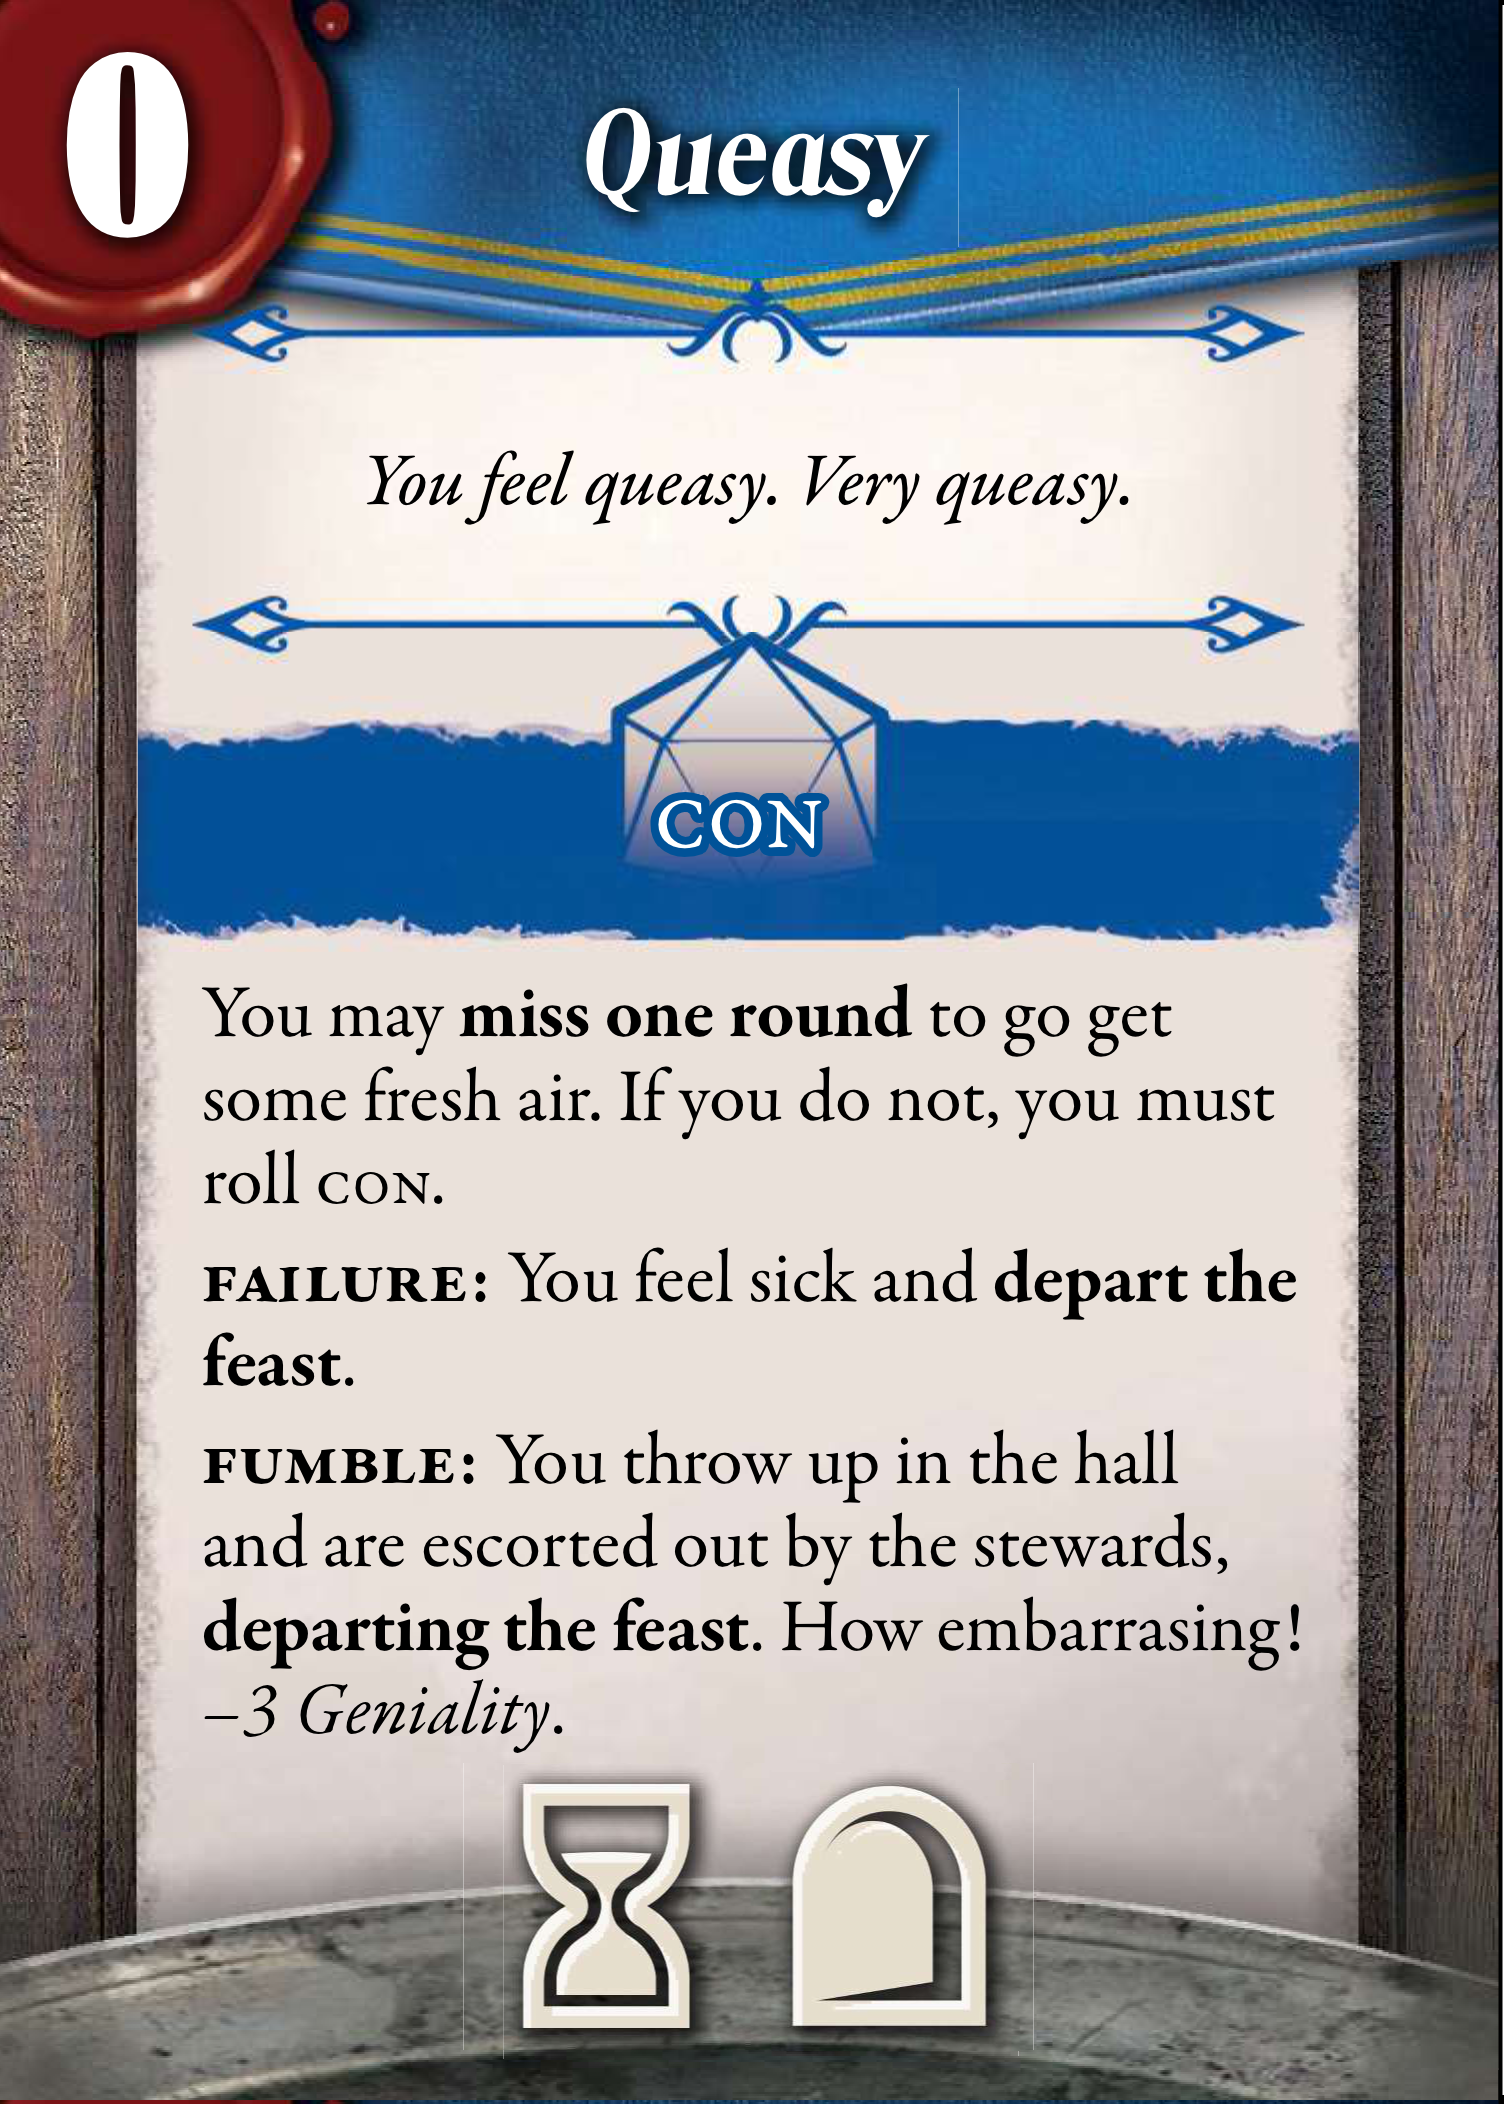 0
Queasy
You feel queasy. Very queasy.
CON
You may miss one round to go get
some fresh air. If you do not, you must
roll CON.
FAILURE: You feel sick and depart the
feast.
FUMBLE: You throw up in the hall
and are escorted out by the stewards,
departing the feast. How embarrasing!
–3 Geniality.